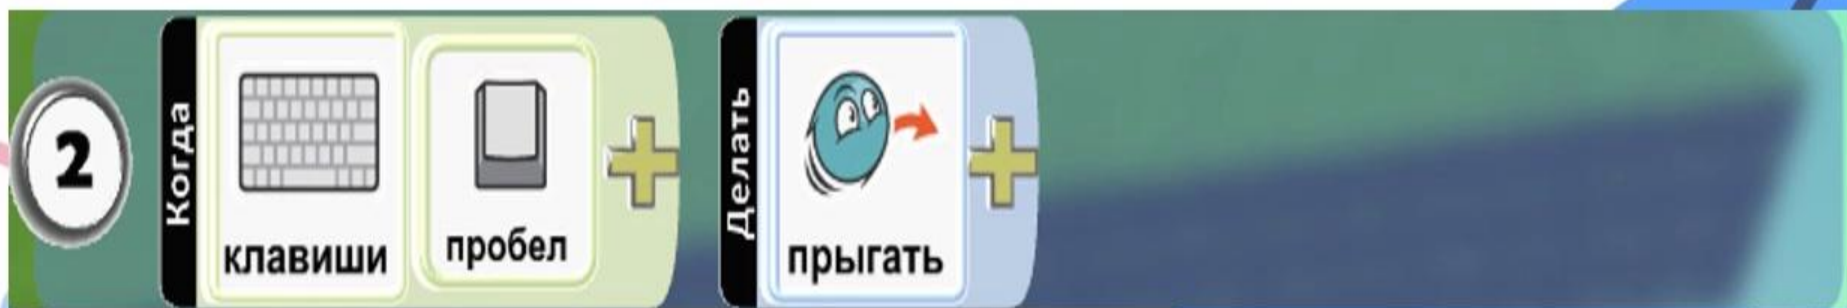 2
Когда
клавиши
пробел
Делать
прыгать